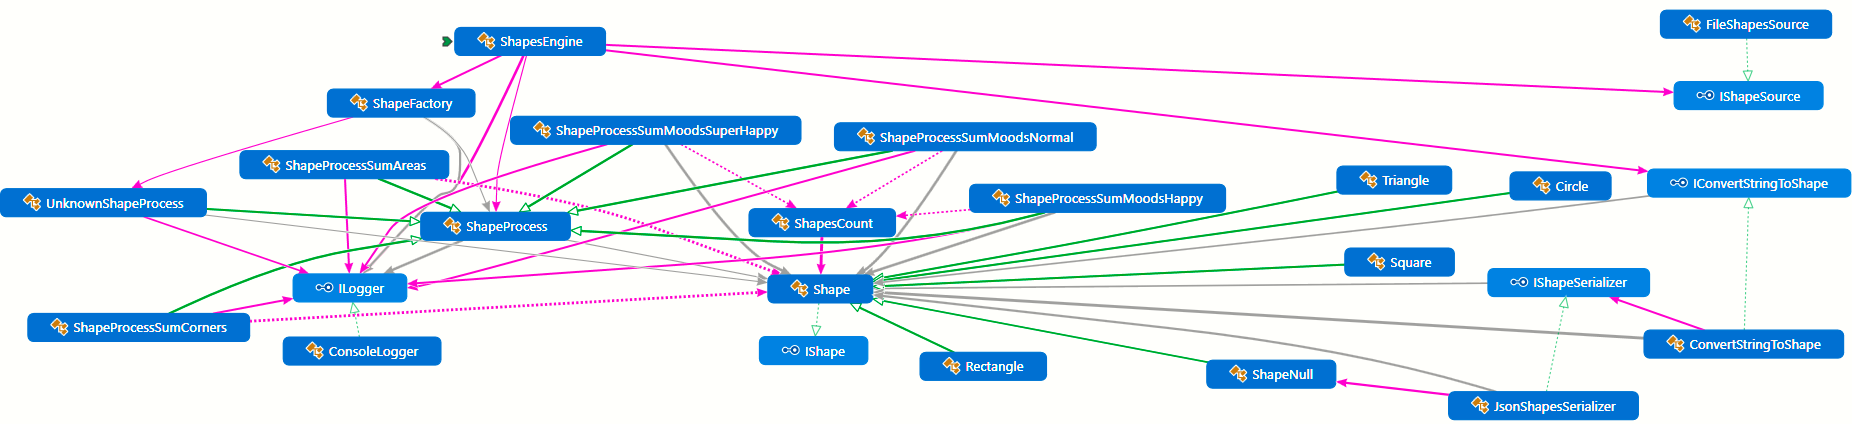 FileShapesSource
ShapesEngine
IShapeSource
ShapeFactory
ShapeProcessSumMoodsSuperHappy
ShapeProcessSumMoodsNormal
ShapeProcessSumAreas
Triangle
Circle
IConvertStringToShape
UnknownShapeProcess
ShapeProcessSumMoodsHappy
ShapesCount
ShapeProcess
Square
IShapeSerializer
ILogger
Shape
ShapeProcessSumCorners
ConvertStringToShape
ConsoleLogger
IShape
Rectangle
ShapeNull
JsonShapesSerializer